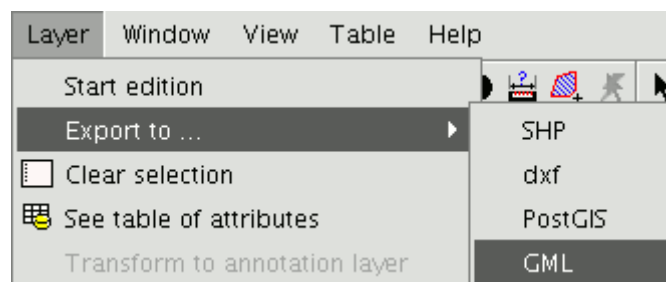 Layer Window View Table Help
Start edition
Export to ...
SHP
Clear selection
dxf
See table of attributes
PostGIS
Transform to annotation layer
GML